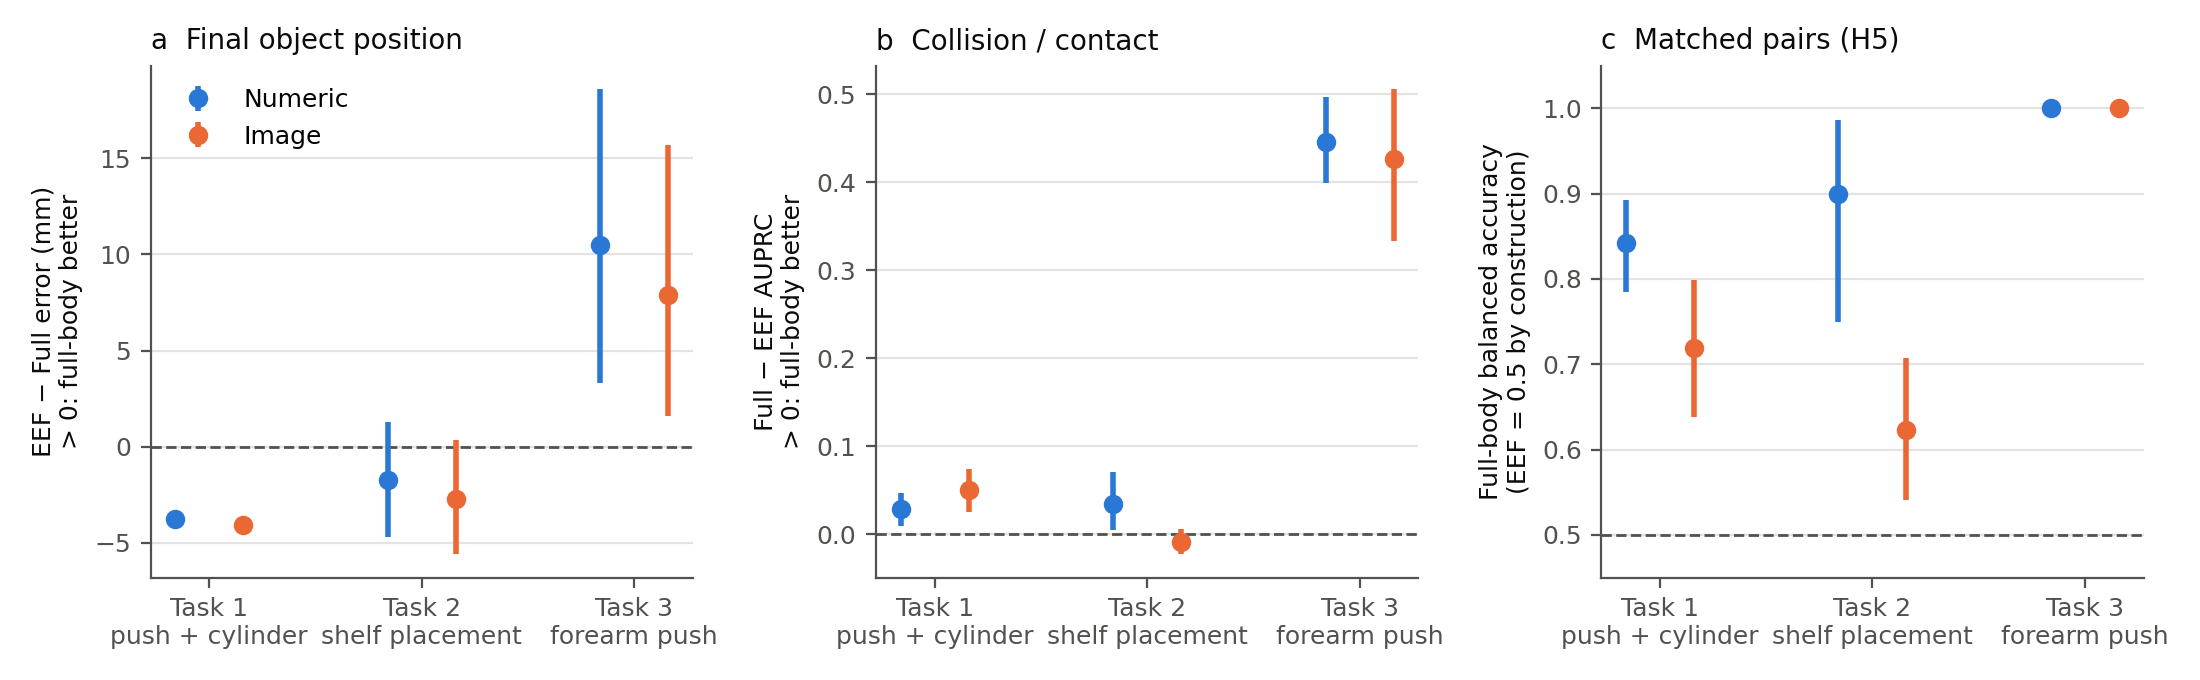 a  Final object position
Numeric
Image
EEF − Full error (mm)
> 0: full-body better
15
10
5
0
−5
Task 1
push + cylinder
Task 2
shelf placement
Task 3
forearm push
b  Collision / contact
Full − EEF AUPRC
> 0: full-body better
0.5
0.4
0.3
0.2
0.1
0.0
Task 1
push + cylinder
Task 2
shelf placement
Task 3
forearm push
c  Matched pairs (H5)
Full-body balanced accuracy
(EEF = 0.5 by construction)
1.0
0.9
0.8
0.7
0.6
0.5
Task 1
push + cylinder
Task 2
shelf placement
Task 3
forearm push